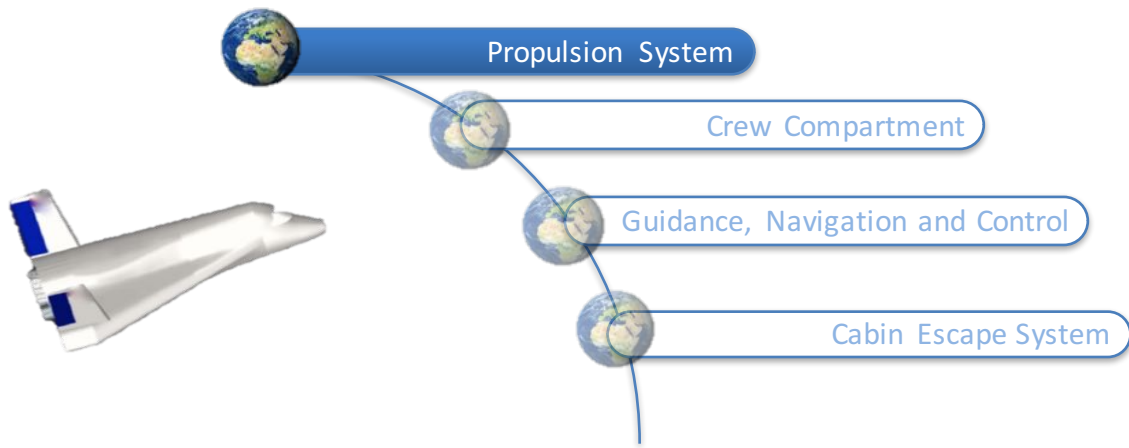 Propulsion System
Crew Compartment
Guidance, Navigation and Control
Cabin Escape System